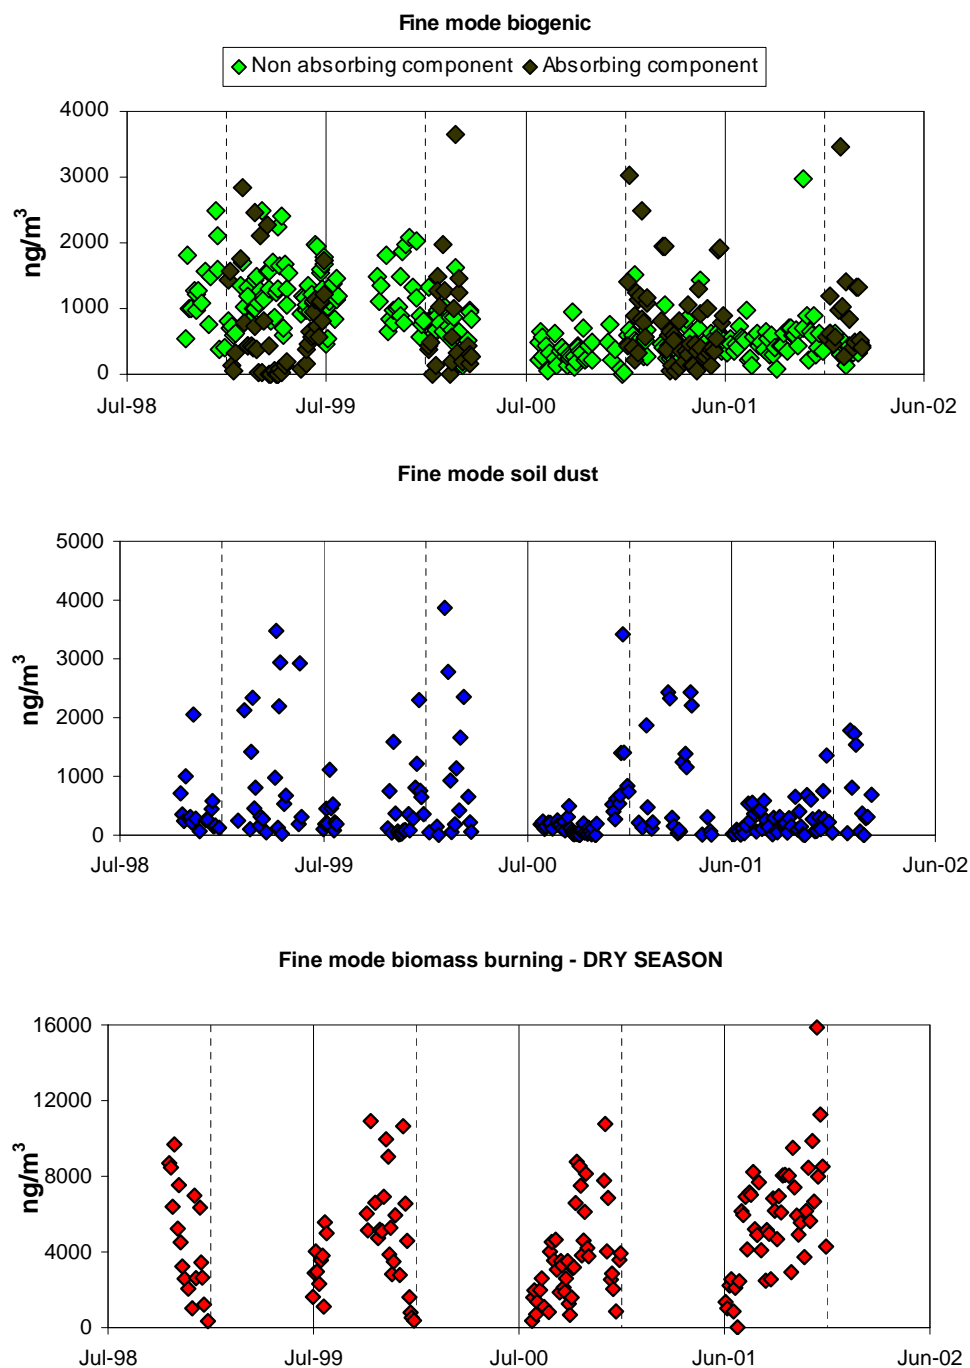 Fine mode biogenic
Non absorbing component Absorbing component
4000
3000
2000
1000
0
ng/m³
Jul-98 Jul-99 Jul-00 Jun-01 Jun-02
Fine mode soil dust
5000
4000
3000
2000
1000
0
ng/m³
Jul-98 Jul-99 Jul-00 Jun-01 Jun-02
Fine mode biomass burning - DRY SEASON
16000
12000
8000
4000
0
ng/m³
Jul-98 Jul-99 Jul-00 Jun-01 Jun-02